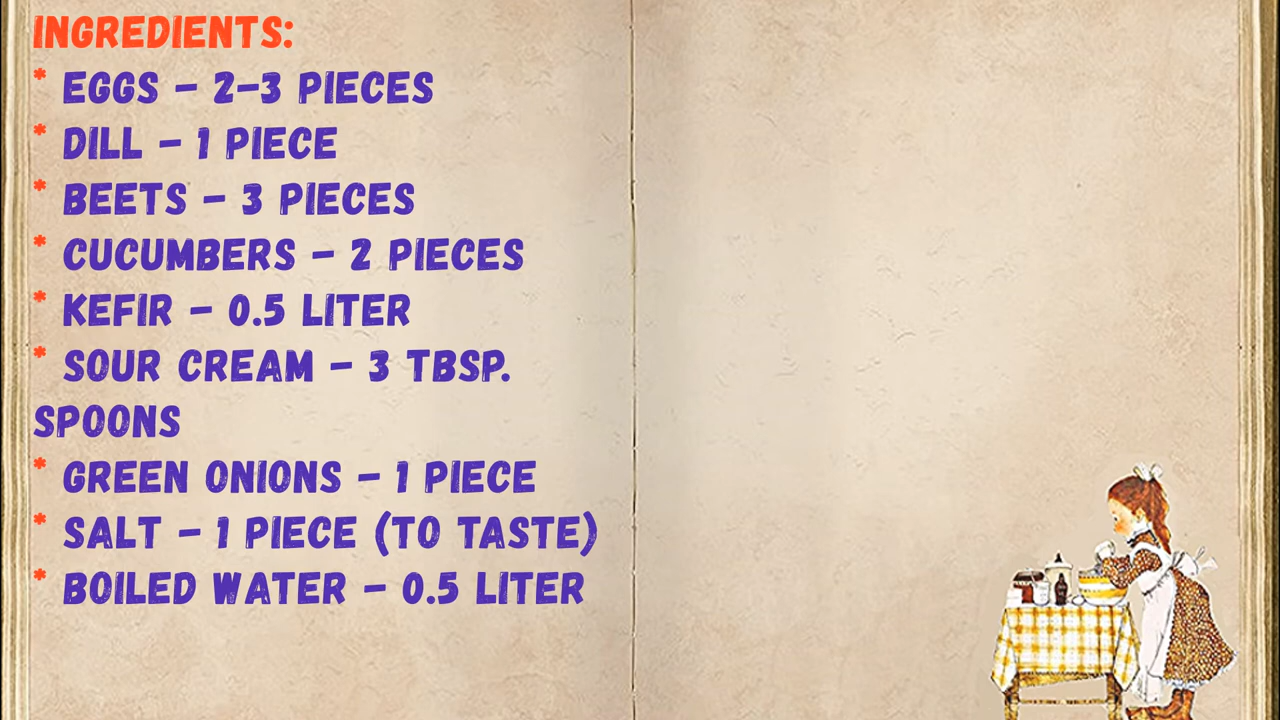 INGREDIENTS:
* EGGS - 2-3 PIECES
* DILL - 1 PIECE
* BEETS - 3 PIECES
* CUCUMBERS - 2 PIECES
* KEFIR - 0.5 LITER
* SOUR CREAM - 3 TBSP.
SPOONS
* GREEN ONIONS - 1 PIECE
* SALT - 1 PIECE (TO TASTE)
* BOILED WATER - 0.5 LITER